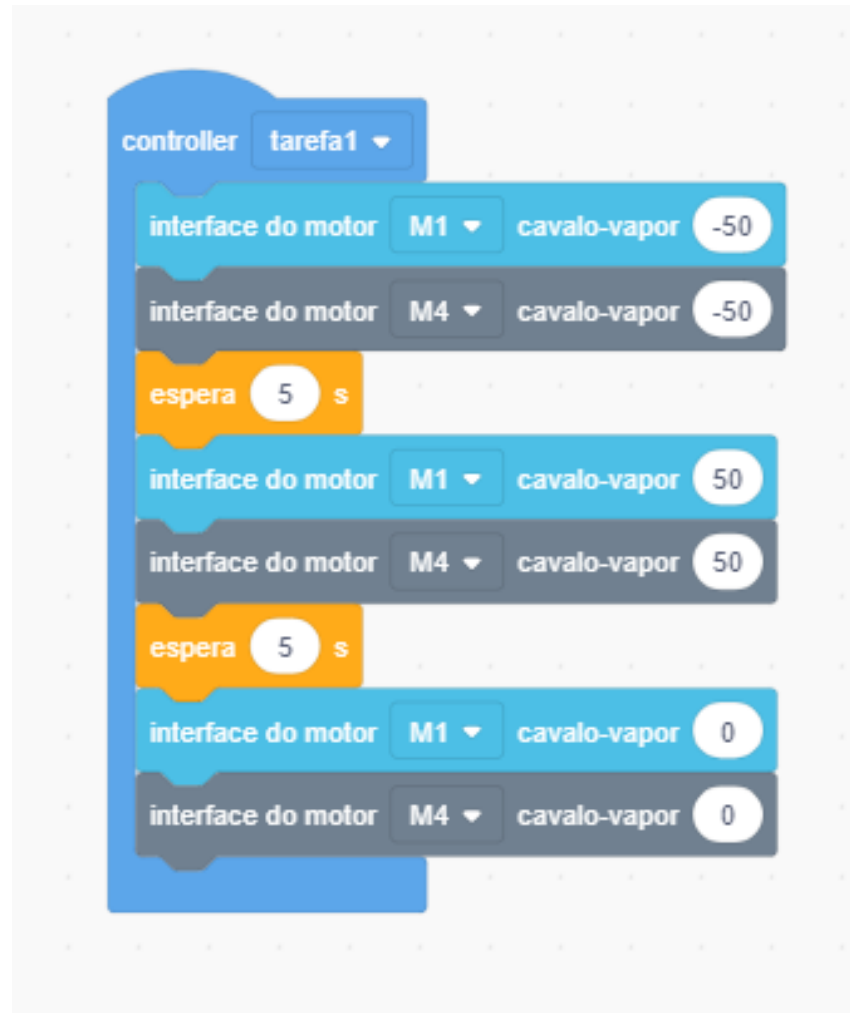 controller tarefa1
interface do motor M1 cavalo-vapor -50
interface do motor M4 cavalo-vapor -50
espera 5 s
interface do motor M1 cavalo-vapor 50
interface do motor M4 cavalo-vapor 50
espera 5 s
interface do motor M1 cavalo-vapor 0
interface do motor M4 cavalo-vapor 0